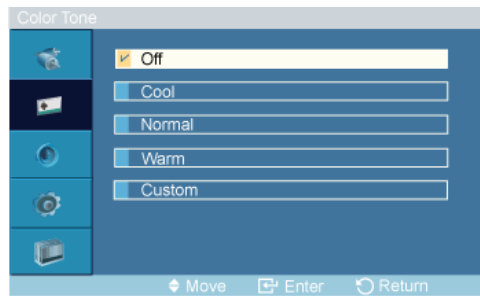 Color Tone
Off
Cool
Normal
Warm
Custom
Move Enter Return